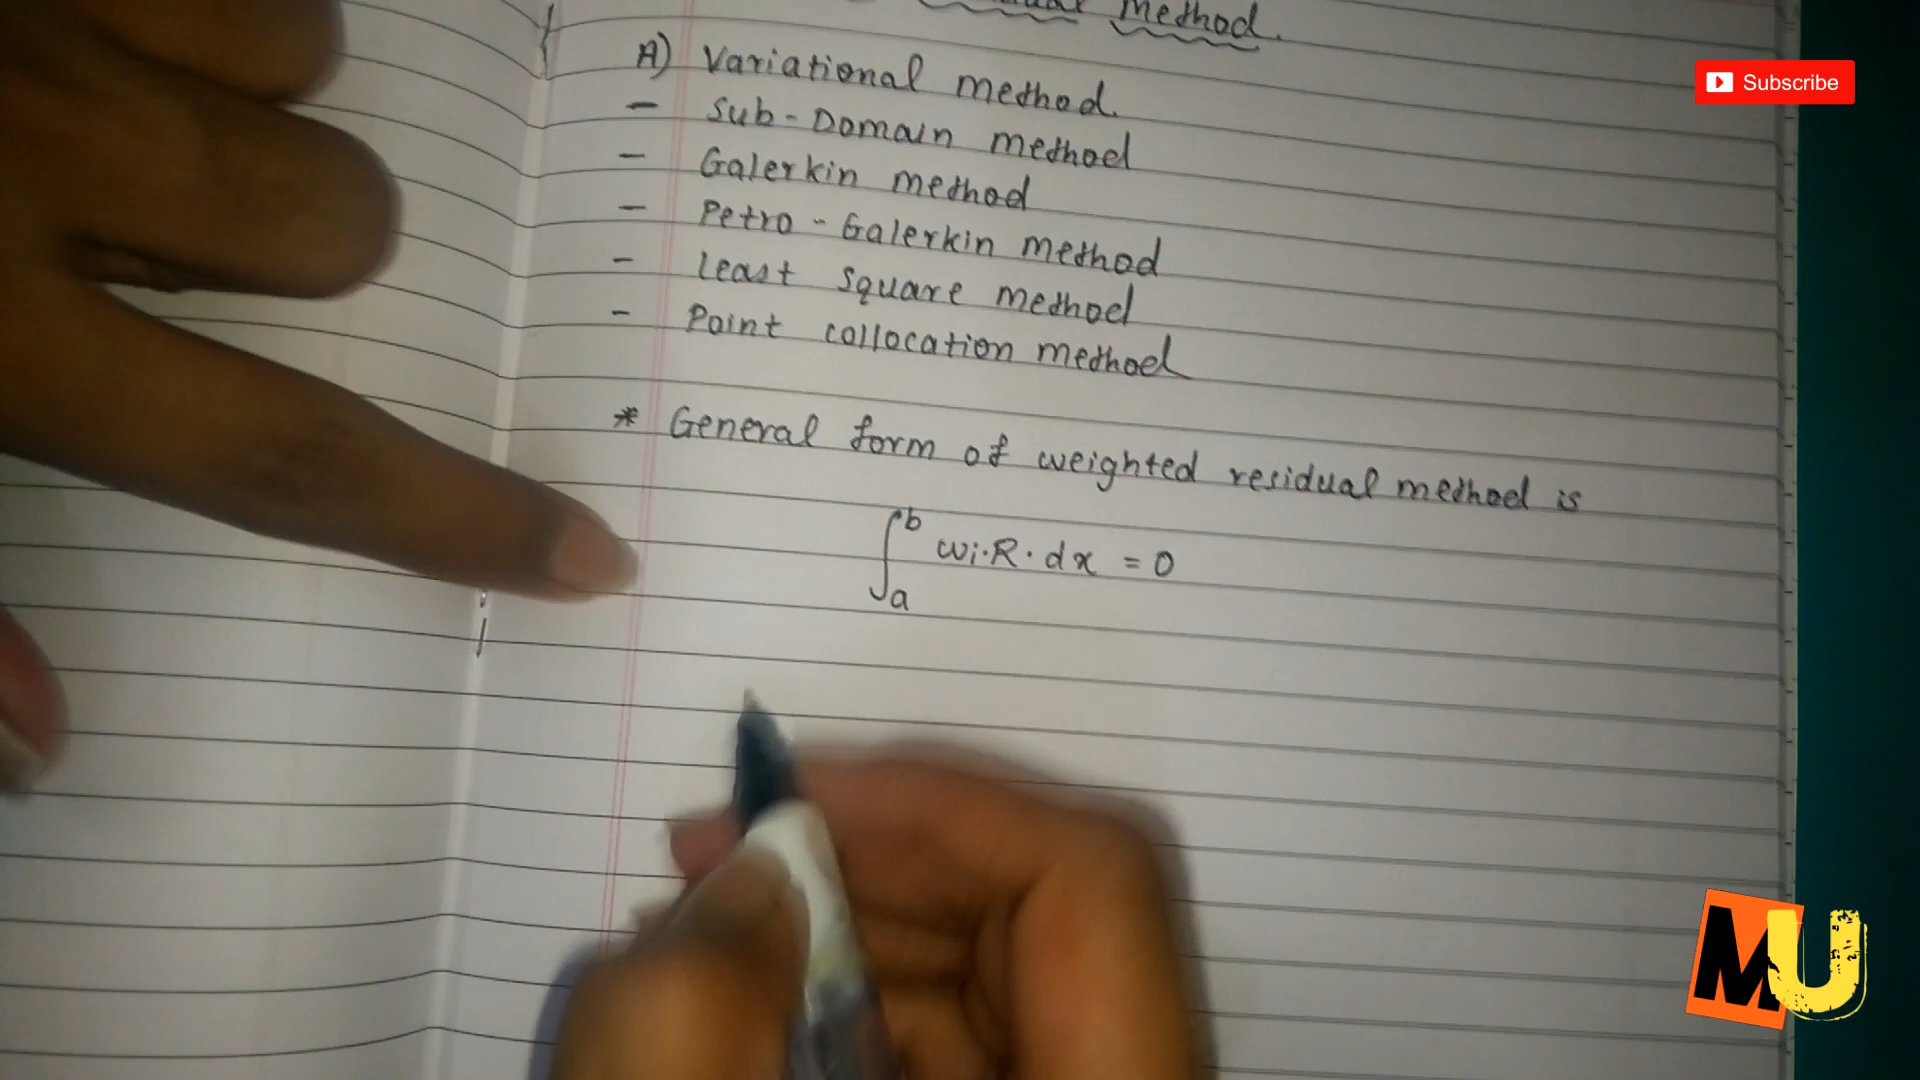 Method.
A) Variational method.
- Sub-Domain method
- Galerkin method
- Petro-Galerkin method
- Least square method
- Point collocation method
* General form of weighted residual method is
∫ₐᵇ wi·R·dx = 0
Subscribe
MU